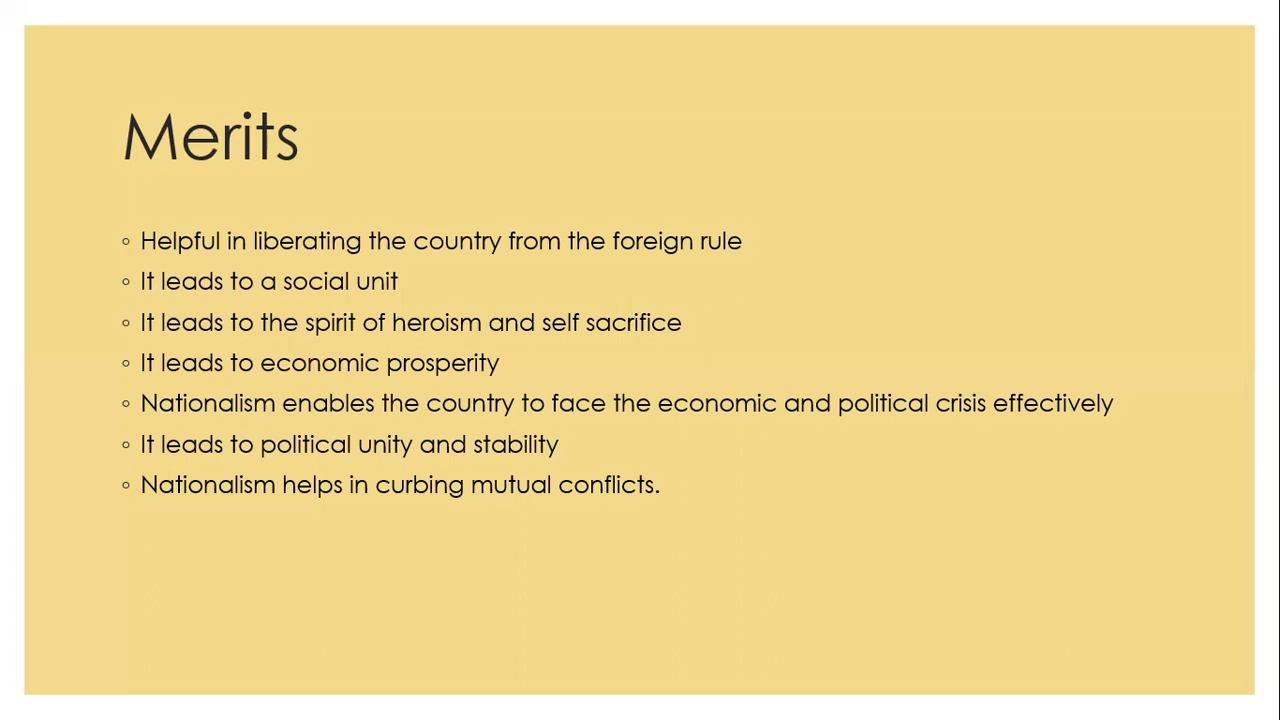 Merits
◦ Helpful in liberating the country from the foreign rule
◦ It leads to a social unit
◦ It leads to the spirit of heroism and self sacrifice
◦ It leads to economic prosperity
◦ Nationalism enables the country to face the economic and political crisis effectively
◦ It leads to political unity and stability
◦ Nationalism helps in curbing mutual conflicts.